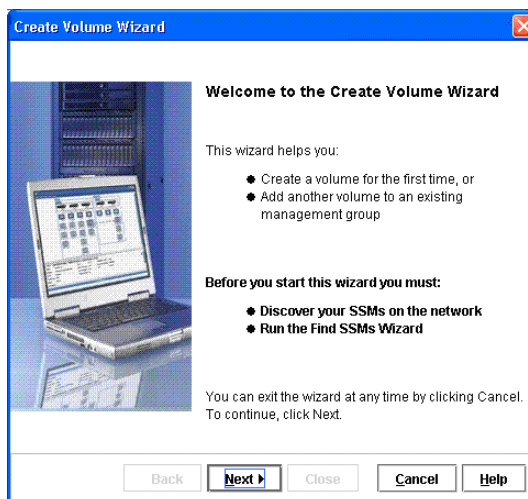 Create Volume Wizard
Welcome to the Create Volume Wizard
This wizard helps you:
Create a volume for the first time, or
Add another volume to an existing
management group
Before you start this wizard you must:
Discover your SSMs on the network
Run the Find SSMs Wizard
You can exit the wizard at any time by clicking Cancel.
To continue, click Next.
Back Next Close Cancel Help